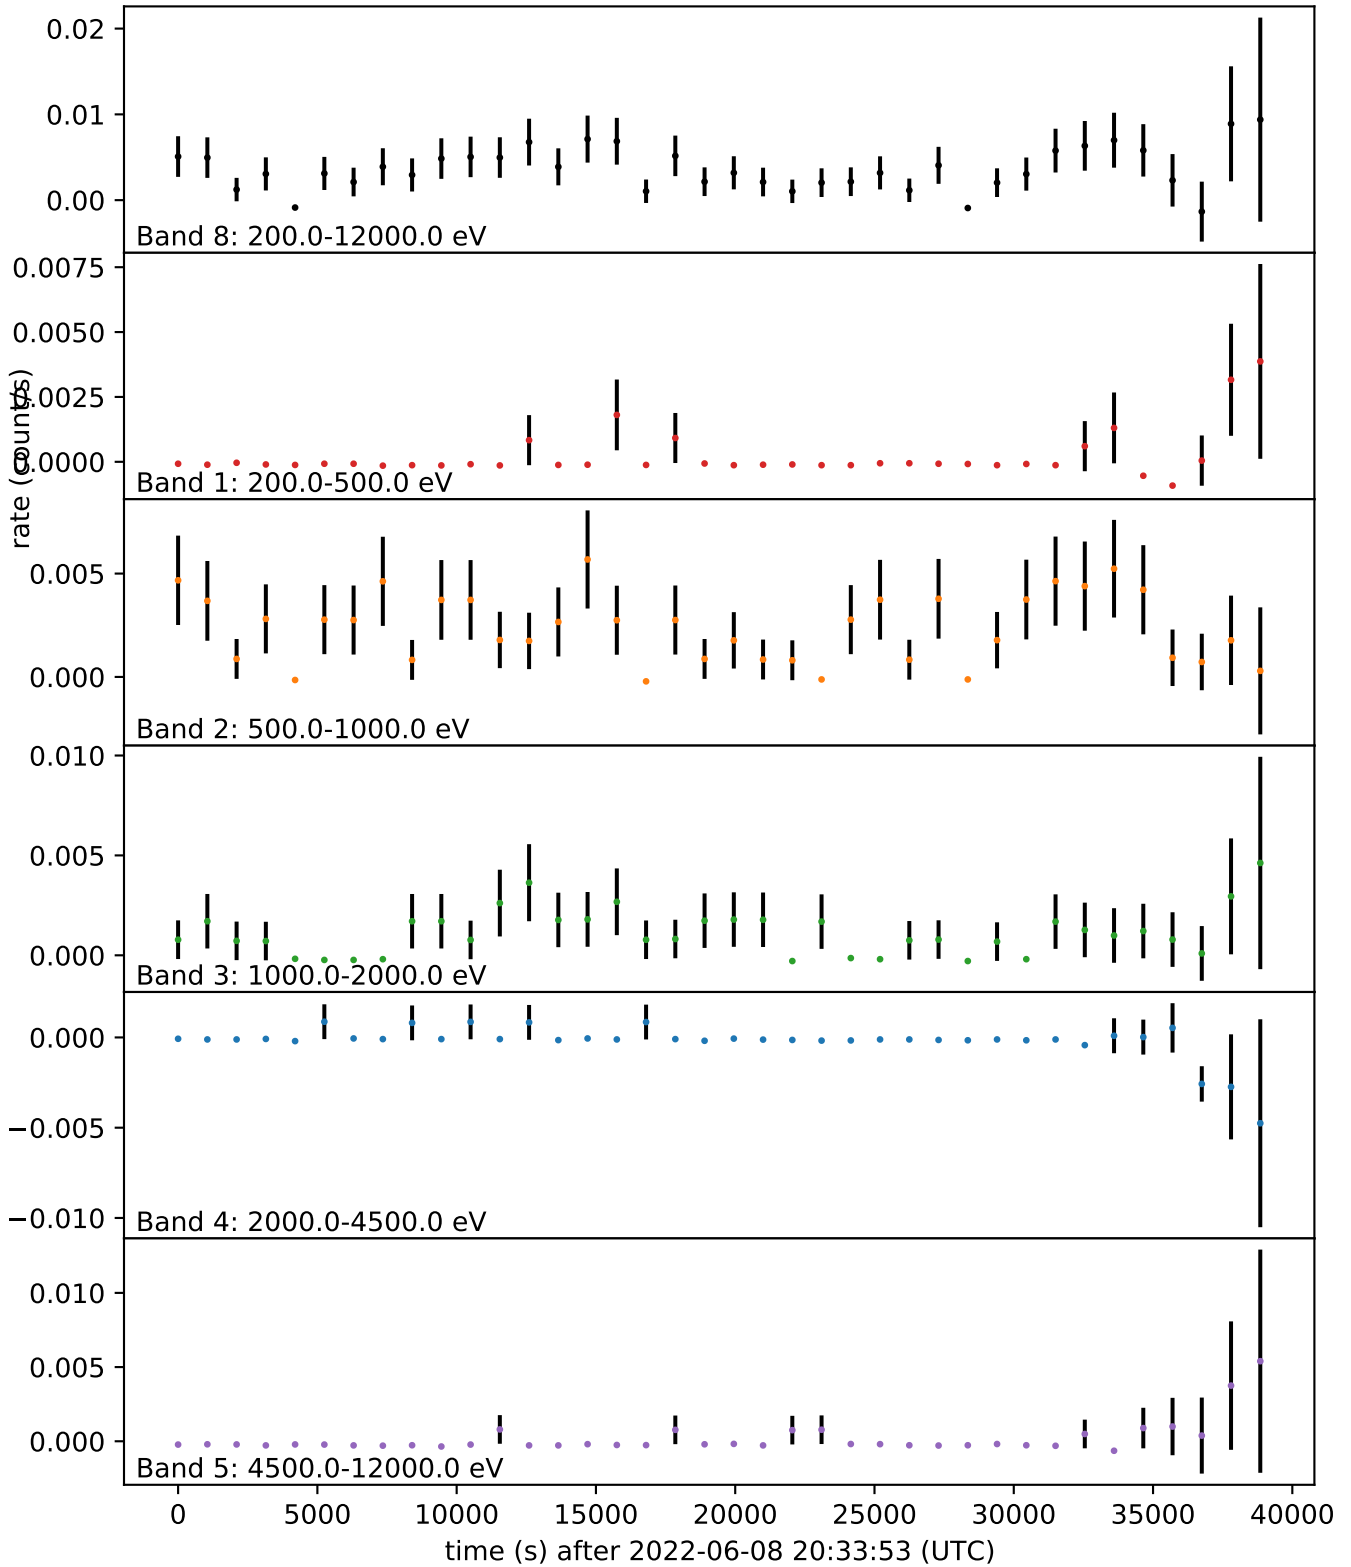 0.02
0.01
0.00
Band 8: 200.0-12000.0 eV
0.0075
0.0050
0.0025
0.0000
Band 1: 200.0-500.0 eV
rate (count/s)
0.005
0.000
Band 2: 500.0-1000.0 eV
0.010
0.005
0.000
Band 3: 1000.0-2000.0 eV
0.000
−0.005
−0.010
Band 4: 2000.0-4500.0 eV
0.010
0.005
0.000
Band 5: 4500.0-12000.0 eV
0 5000 10000 15000 20000 25000 30000 35000 40000
time (s) after 2022-06-08 20:33:53 (UTC)